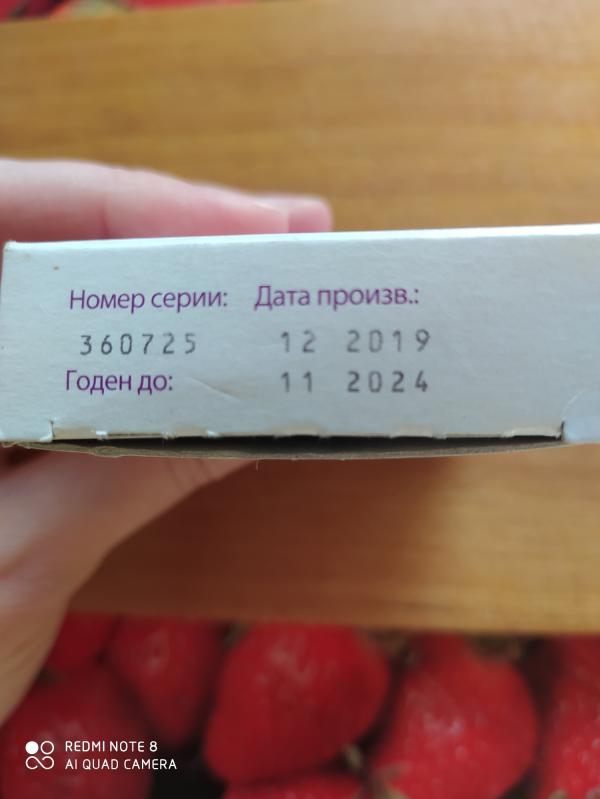 Номер серии: Дата произв.:
360725 12 2019
Годен до: 11 2024
REDMI NOTE 8
AI QUAD CAMERA